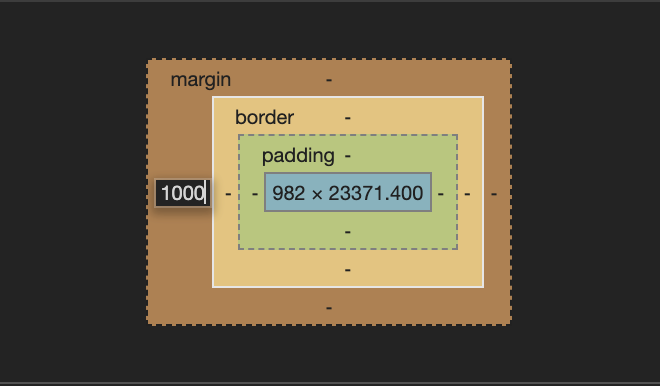 margin -
border -
padding -
1000 - - 982 × 23371.400 - - -
-
-
-